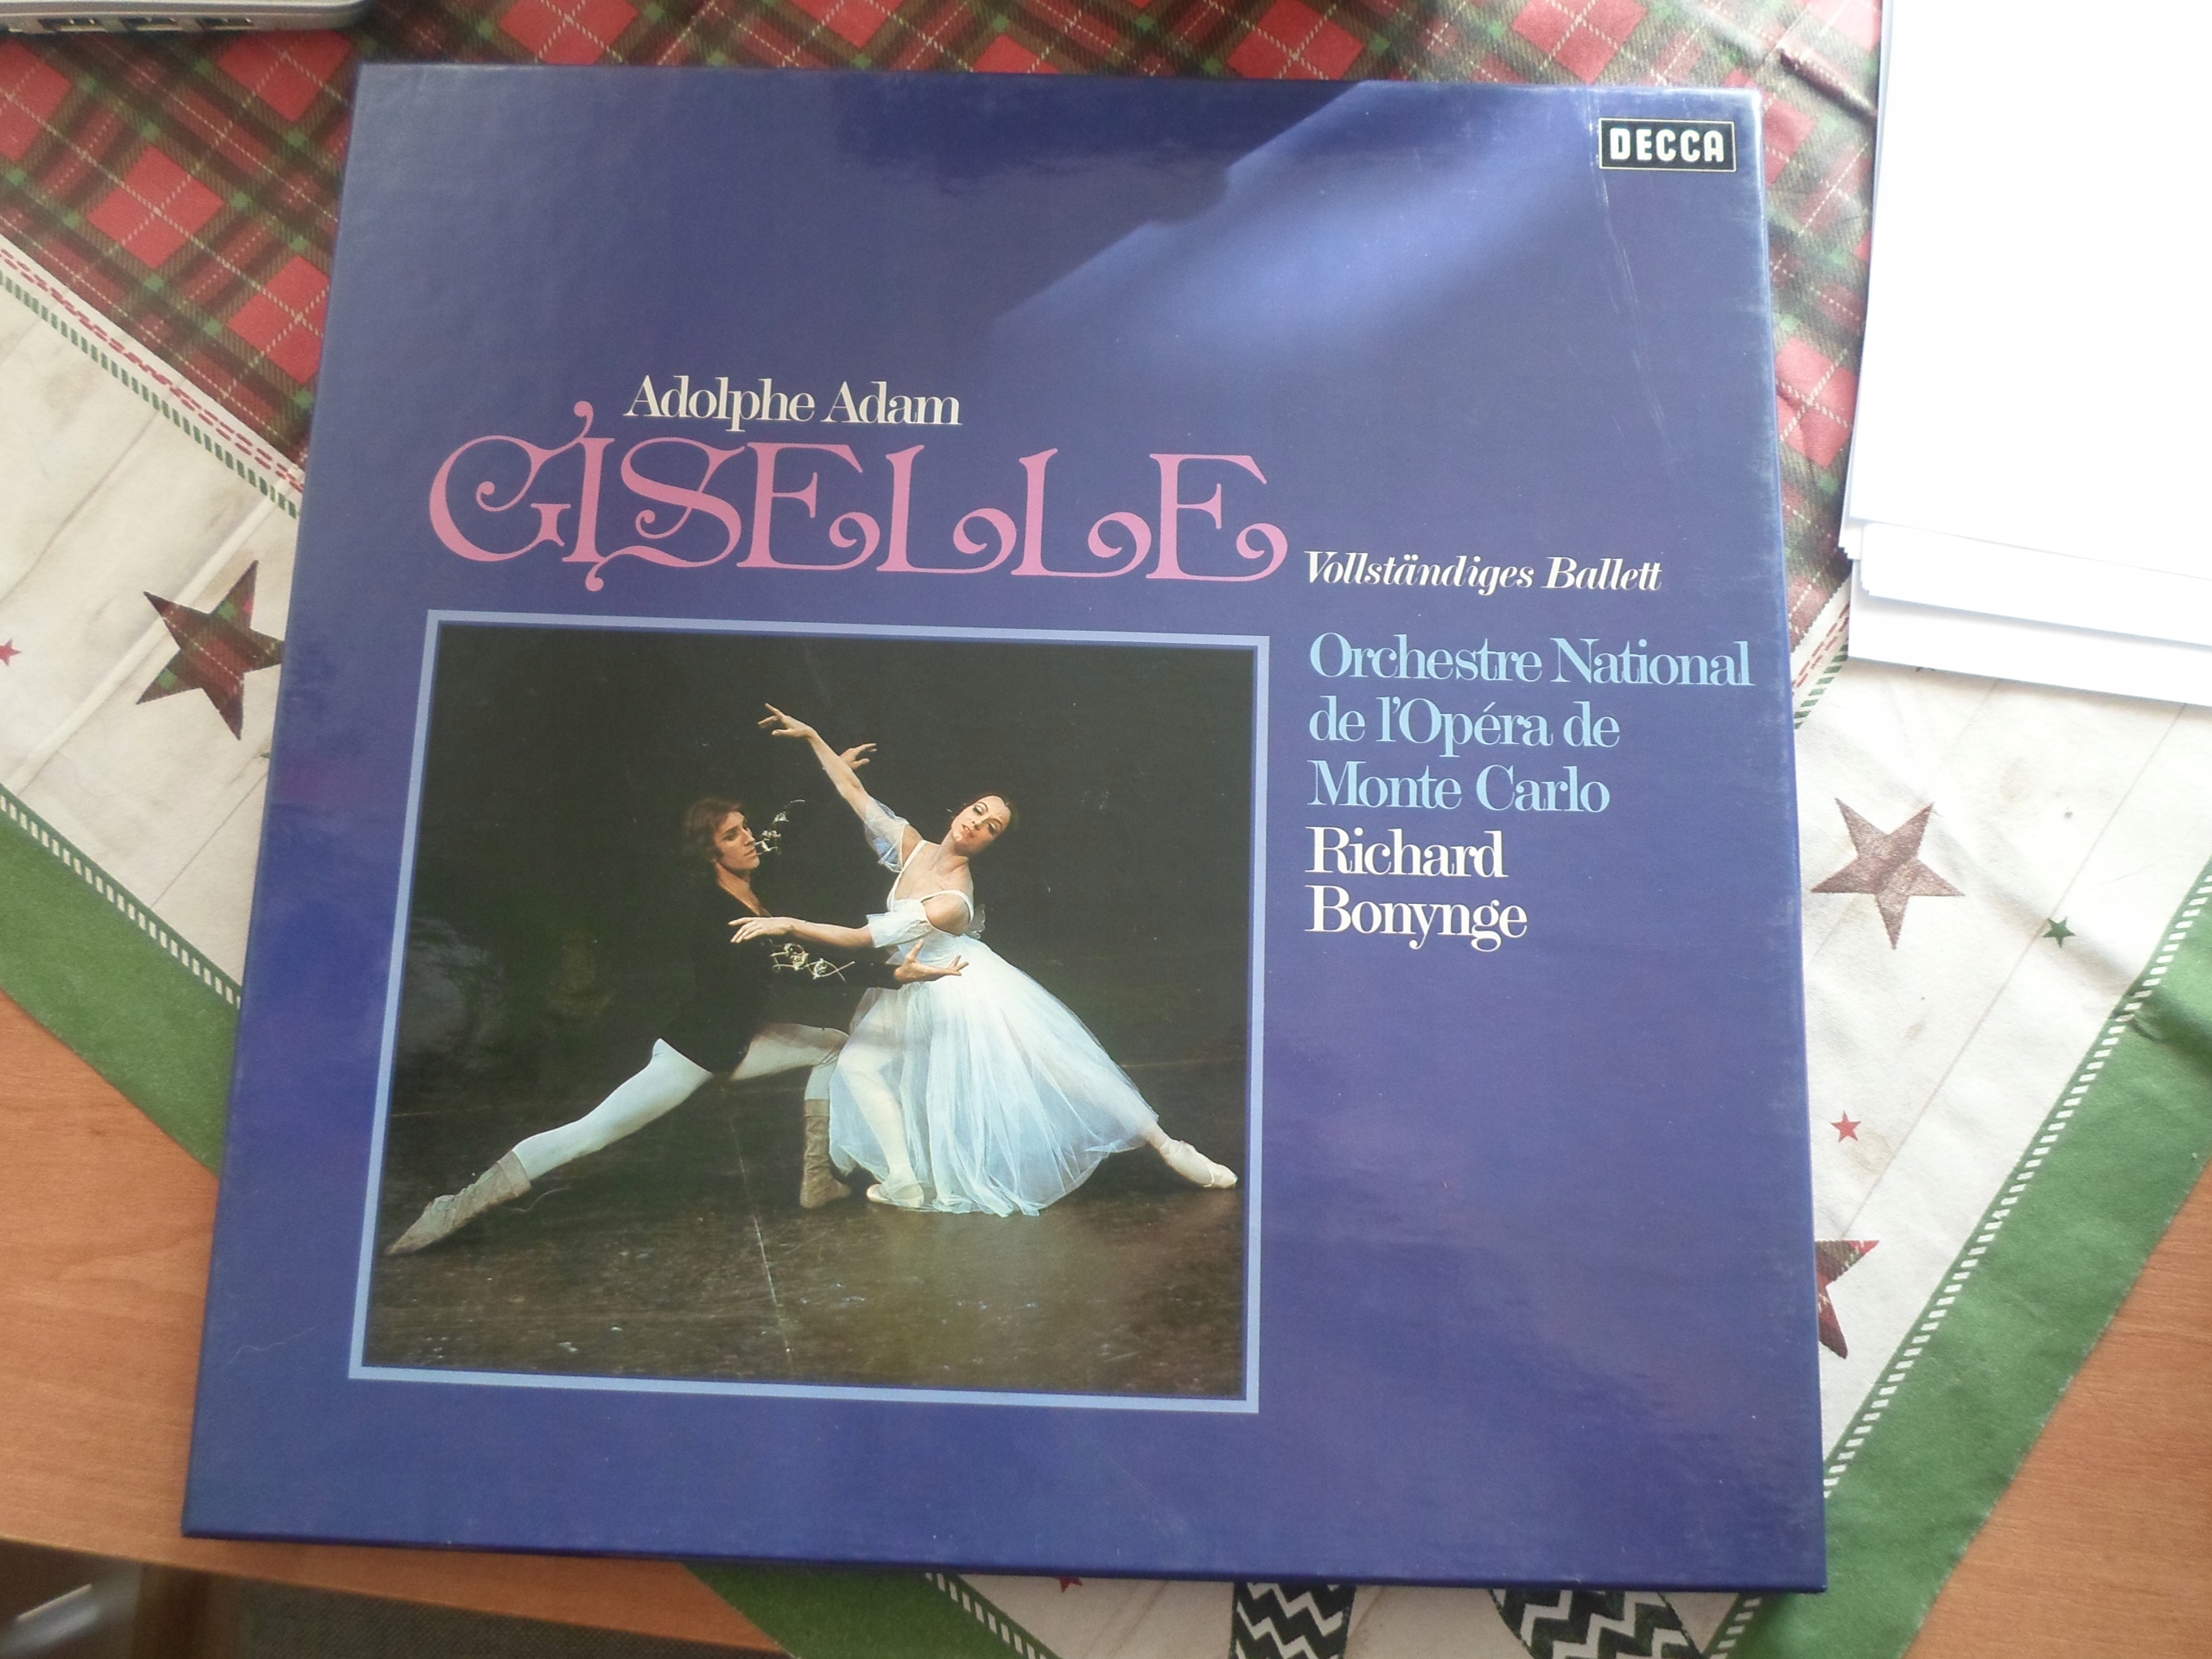 DECCA
Adolphe Adam
GISELLE
Vollständiges Ballett
Orchestre National
de l'Opéra de
Monte Carlo
Richard
Bonynge